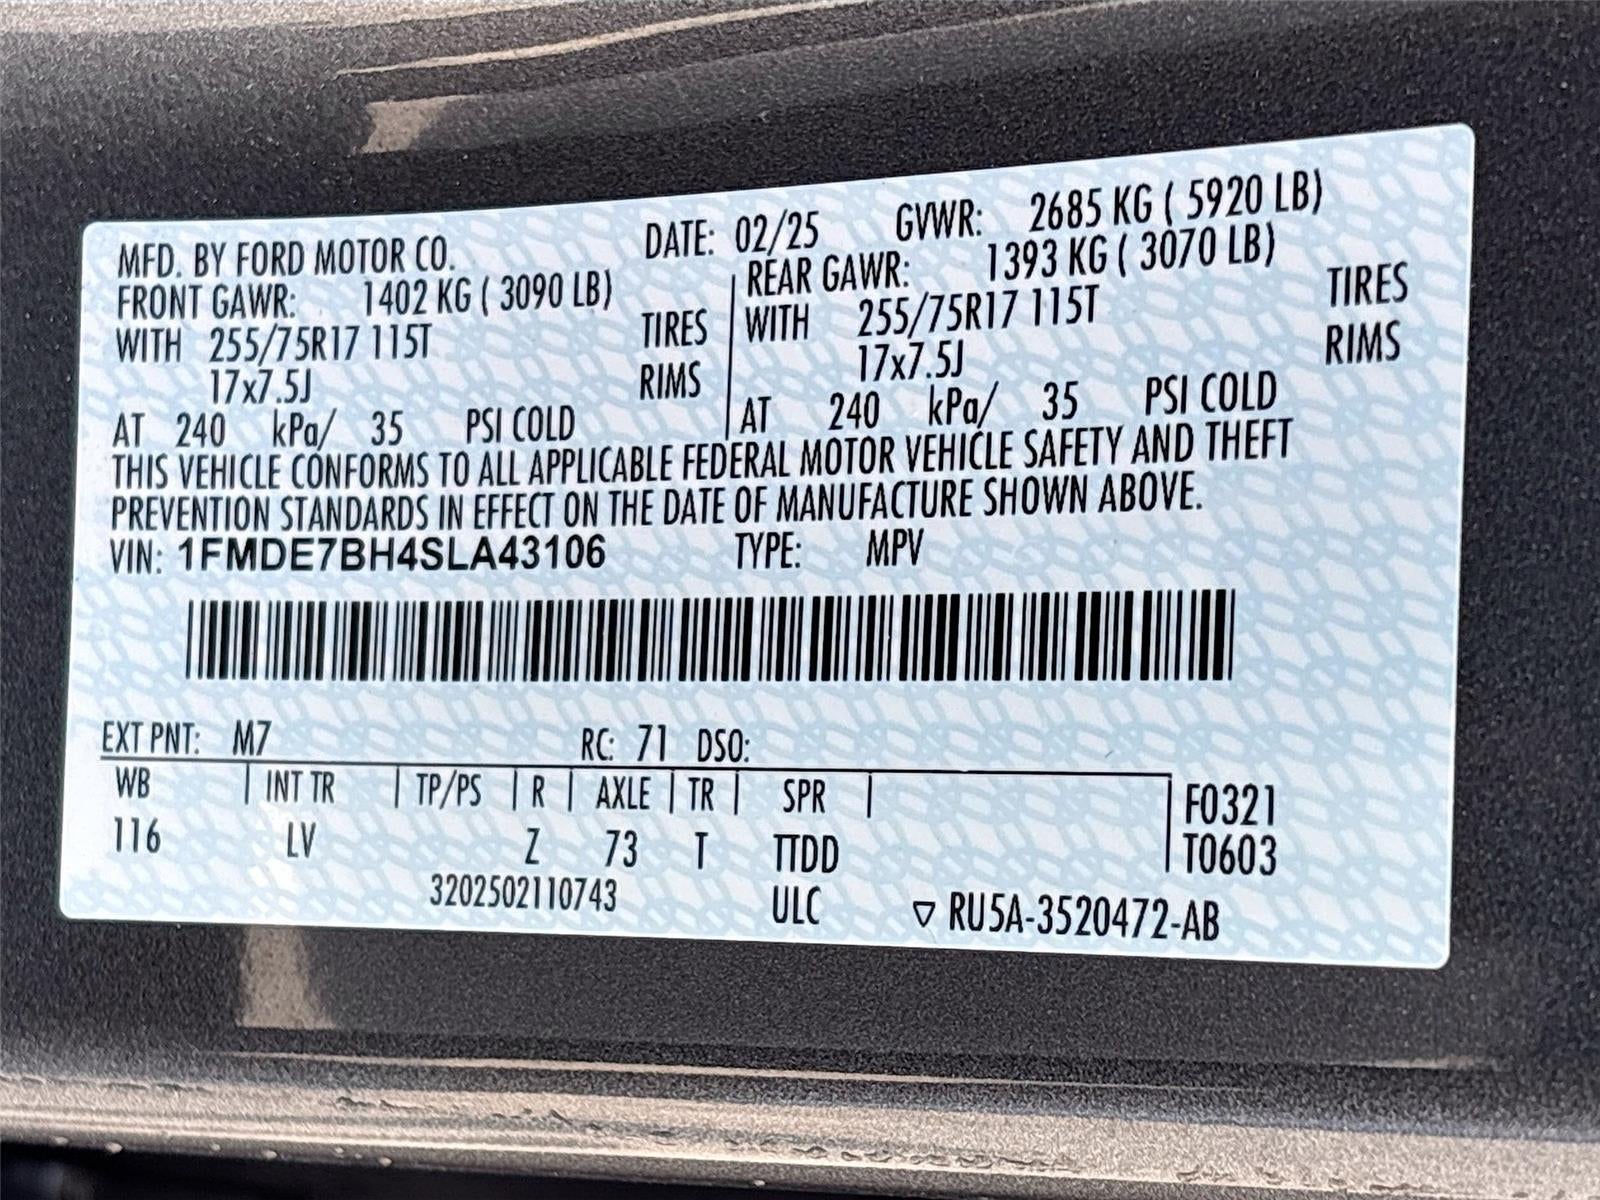 MFD. BY FORD MOTOR CO. DATE: 02/25 GVWR: 2685 KG ( 5920 LB)
FRONT GAWR: 1402 KG ( 3090 LB) REAR GAWR: 1393 KG ( 3070 LB)
WITH 255/75R17 115T TIRES WITH 255/75R17 115T TIRES
17x7.5J RIMS 17x7.5J RIMS
AT 240 kPa/ 35 PSI COLD AT 240 kPa/ 35 PSI COLD
THIS VEHICLE CONFORMS TO ALL APPLICABLE FEDERAL MOTOR VEHICLE SAFETY AND THEFT
PREVENTION STANDARDS IN EFFECT ON THE DATE OF MANUFACTURE SHOWN ABOVE.
VIN: 1FMDE7BH4SLA43106 TYPE: MPV
EXT PNT: M7 RC: 71 DSO:
WB | INT TR | TP/PS | R | AXLE | TR | SPR | F0321
116 LV Z 73 T TTDD T0603
3202502110743 ULC ▽ RU5A-3520472-AB